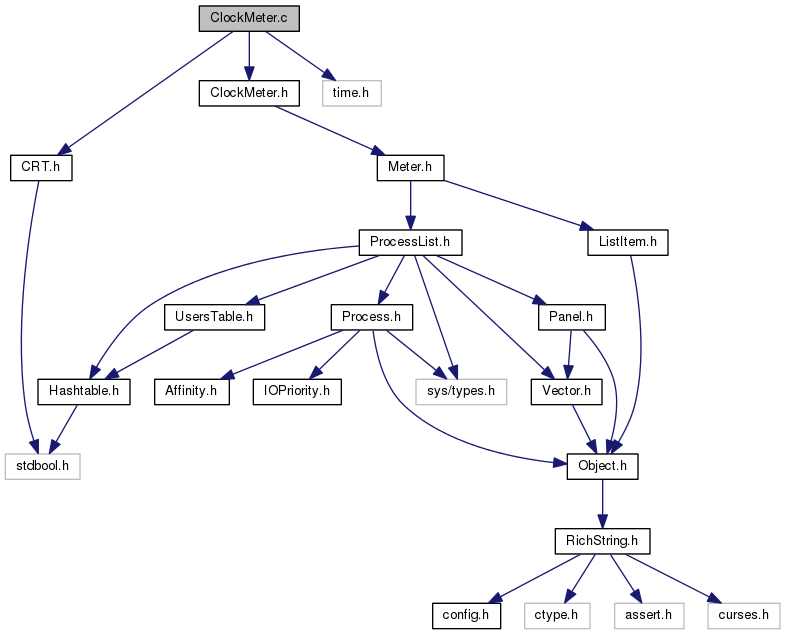 ClockMeter.c
ClockMeter.h
time.h
CRT.h
Meter.h
ProcessList.h
ListItem.h
UsersTable.h
Process.h
Panel.h
Hashtable.h
Affinity.h
IOPriority.h
sys/types.h
Vector.h
stdbool.h
Object.h
RichString.h
config.h
ctype.h
assert.h
curses.h